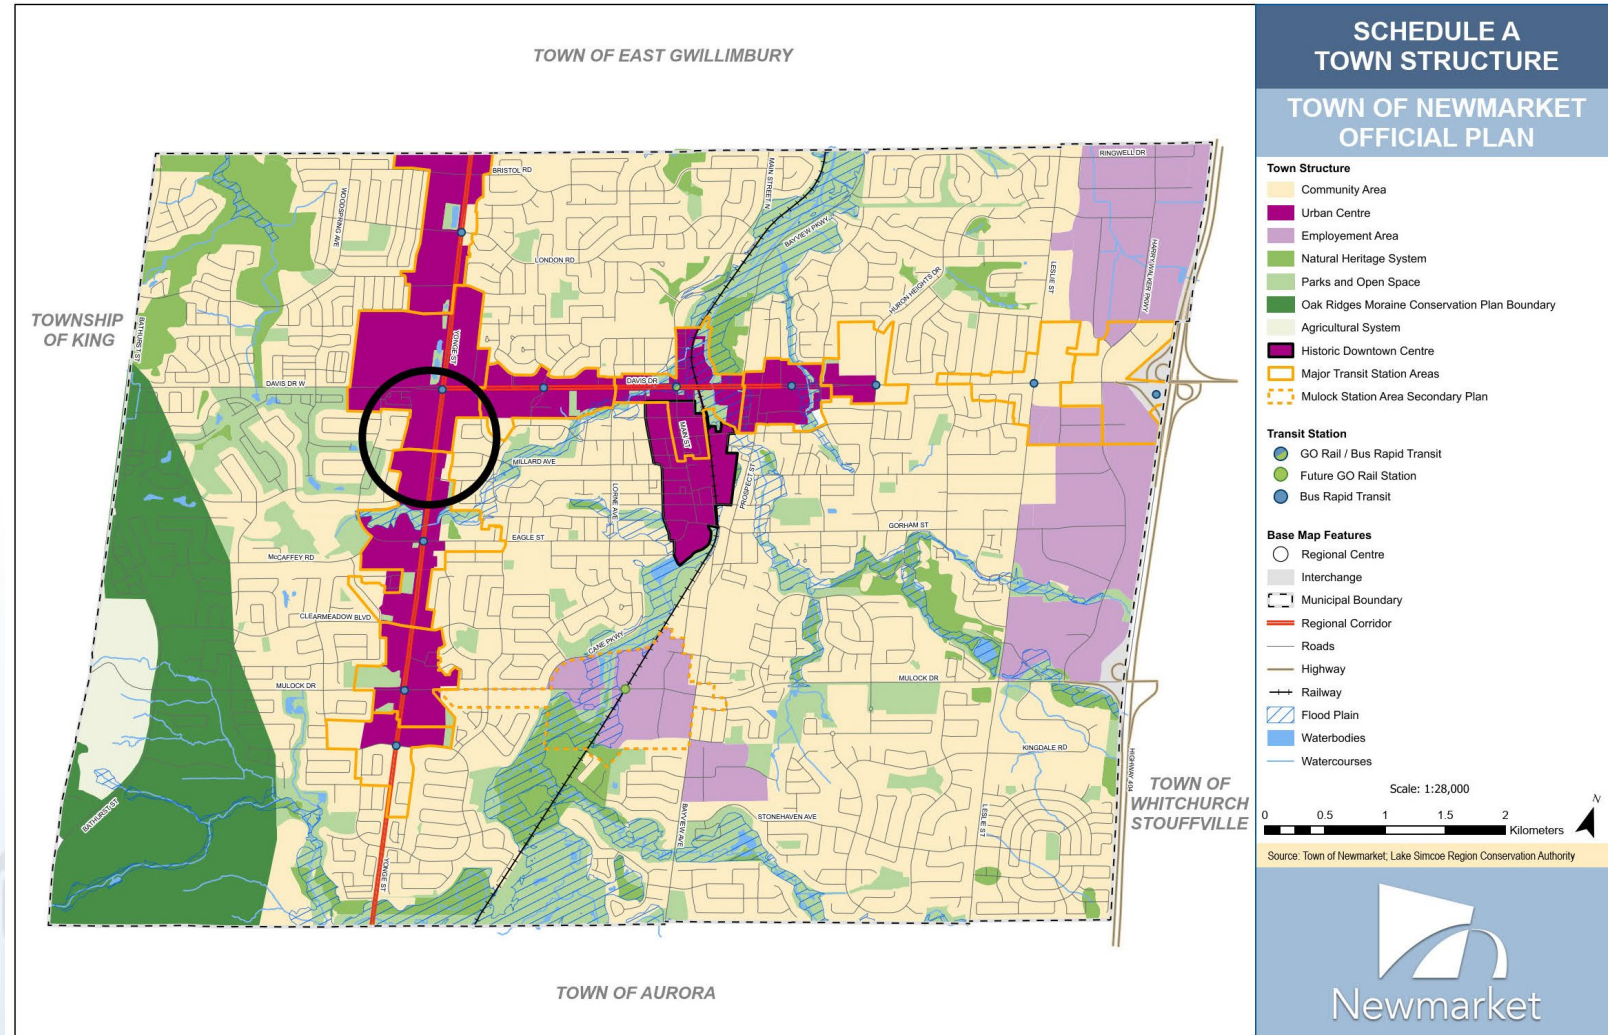 SCHEDULE A
TOWN STRUCTURE
TOWN OF NEWMARKET
OFFICIAL PLAN
TOWN OF EAST GWILLIMBURY
TOWNSHIP
OF KING
TOWN OF
WHITCHURCH
STOUFFVILLE
TOWN OF AURORA
RINGWELL DR
BRISTOL RD
MAIN STREET N
WOODSPRING AVE
BAYVIEW PKWY
LONDON RD
LESLIE ST
HARRY WALKER PKWY
HURON HEIGHTS DR
BATHURST ST
YONGE ST
DAVIS DR W
DAVIS DR
MAIN ST
MILLARD AVE
PROSPECT ST
LORNE AVE
GORHAM ST
EAGLE ST
McCAFFEY RD
CLEARMEADOW BLVD
CANE PKWY
MULOCK DR
MULOCK DR
KINGDALE RD
HIGHWAY 404
BATHURST ST
BAYVIEW AVE
STONEHAVEN AVE
LESLIE ST
YONGE ST
Town Structure
Community Area
Urban Centre
Employement Area
Natural Heritage System
Parks and Open Space
Oak Ridges Moraine Conservation Plan Boundary
Agricultural System
Historic Downtown Centre
Major Transit Station Areas
Mulock Station Area Secondary Plan
Transit Station
GO Rail / Bus Rapid Transit
Future GO Rail Station
Bus Rapid Transit
Base Map Features
Regional Centre
Interchange
Municipal Boundary
Regional Corridor
Roads
Highway
Railway
Flood Plain
Waterbodies
Watercourses
Scale: 1:28,000
N
0 0.5 1 1.5 2
Kilometers
Source: Town of Newmarket; Lake Simcoe Region Conservation Authority
Newmarket